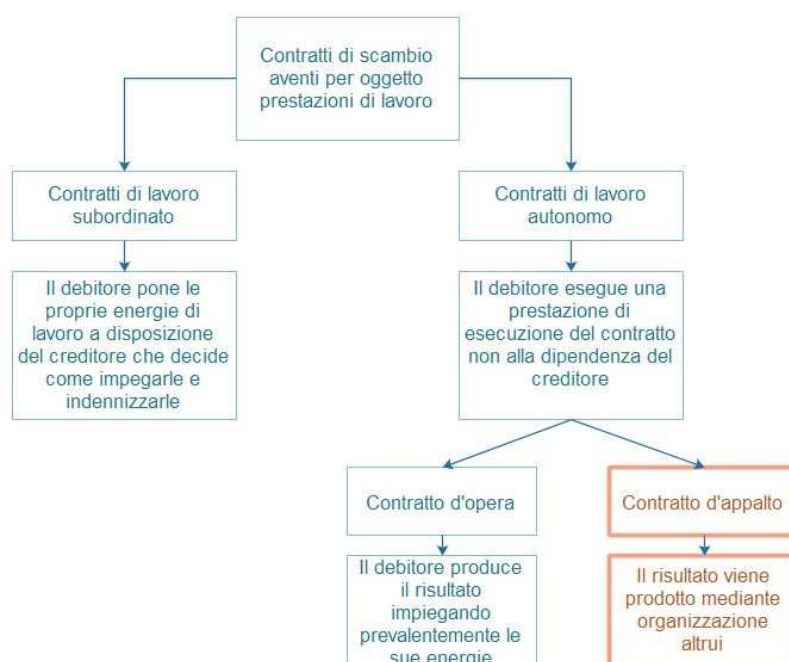 Contratti di scambio
aventi per oggetto
prestazioni di lavoro
Contratti di lavoro
subordinato
Contratti di lavoro
autonomo
Il debitore pone le
proprie energie di
lavoro a disposizione
del creditore che decide
come impegarle e
indennizzarle
Il debitore esegue una
prestazione di
esecuzione del contratto
non alla dipendenza del
creditore
Contratto d'opera
Contratto d'appalto
Il debitore produce
il risultato
impiegando
prevalentemente le
sue energie
Il risultato viene
prodotto mediante
organizzazione
altrui